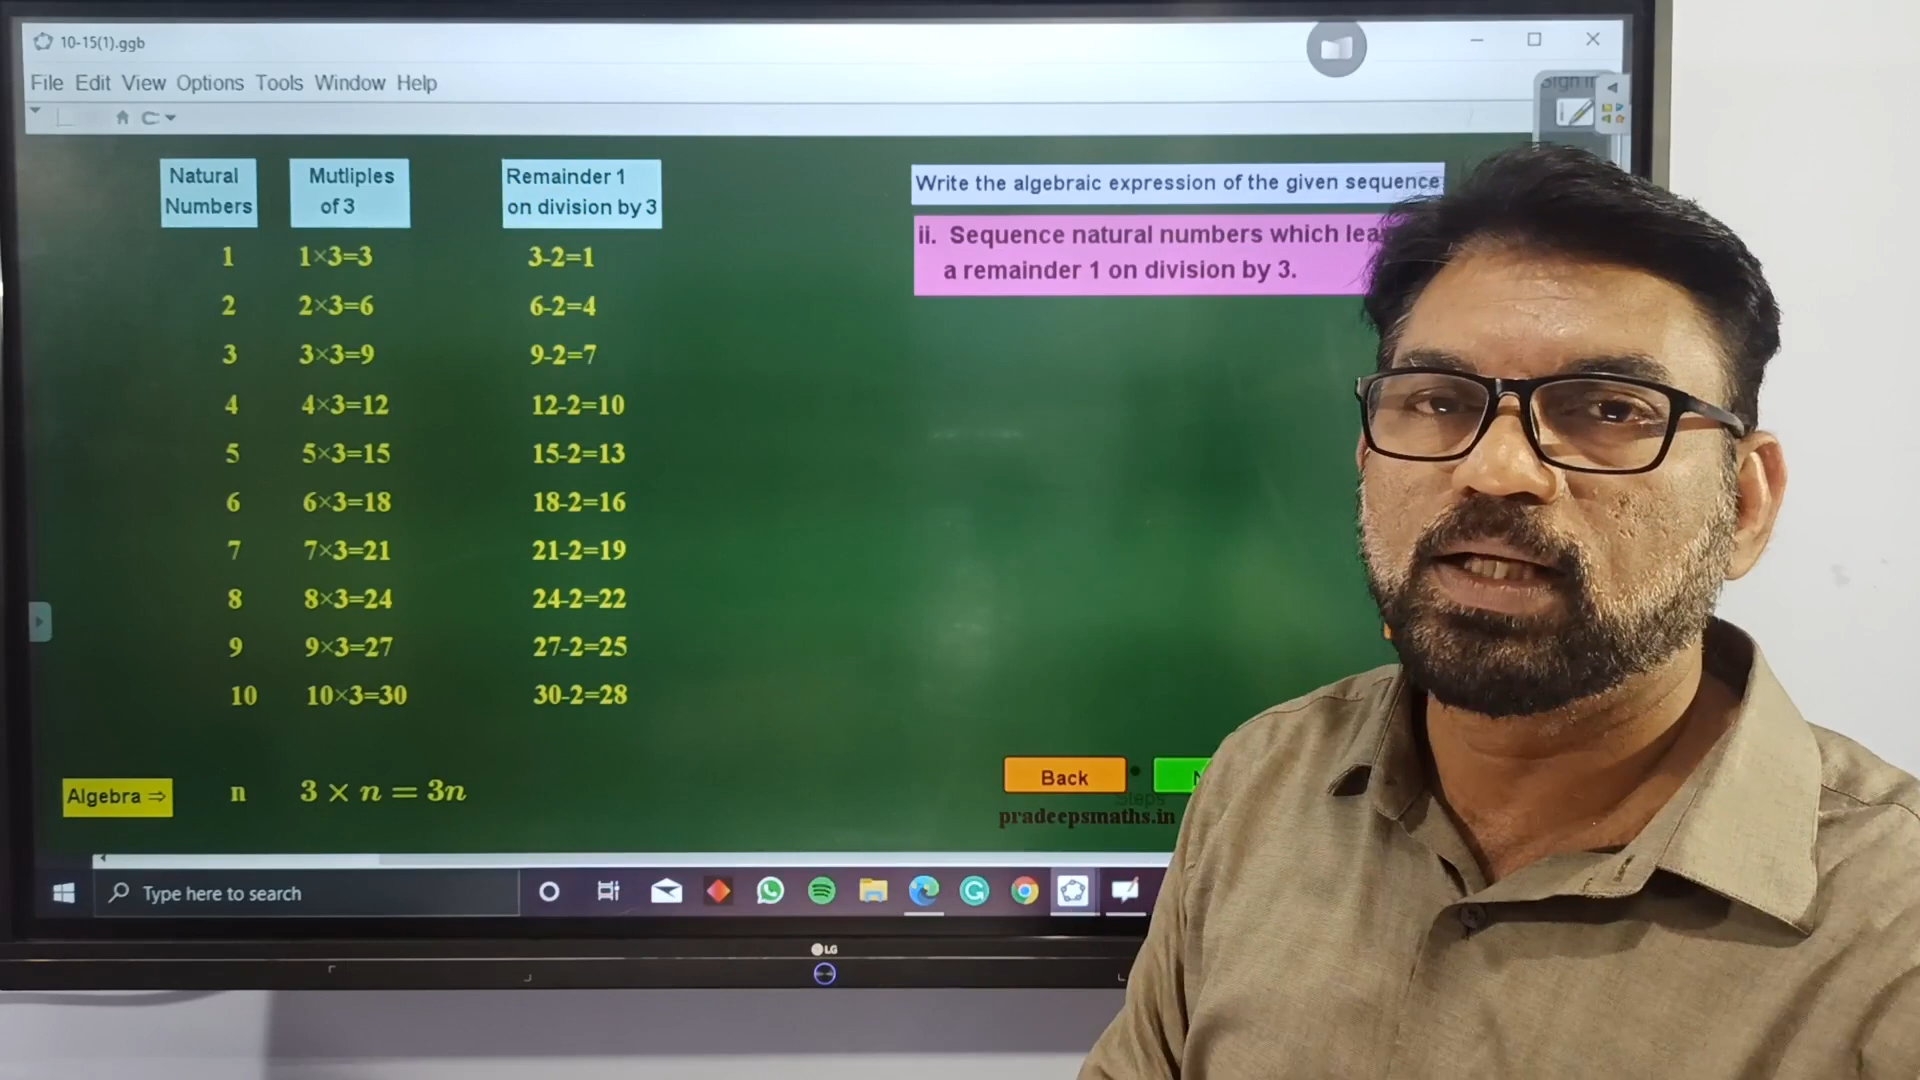 10-15(1).ggb
File Edit View Options Tools Window Help
Natural
Numbers
Mutliples
of 3
Remainder 1
on division by 3
Write the algebraic expression of the given sequence
ii. Sequence natural numbers which
a remainder 1 on division by 3.
1 1×3=3 3-2=1
2 2×3=6 6-2=4
3 3×3=9 9-2=7
4 4×3=12 12-2=10
5 5×3=15 15-2=13
6 6×3=18 18-2=16
7 7×3=21 21-2=19
8 8×3=24 24-2=22
9 9×3=27 27-2=25
10 10×3=30 30-2=28
Algebra ⇒ n 3 × n = 3n
Back
Steps
pradeepsmaths.in
Type here to search
LG